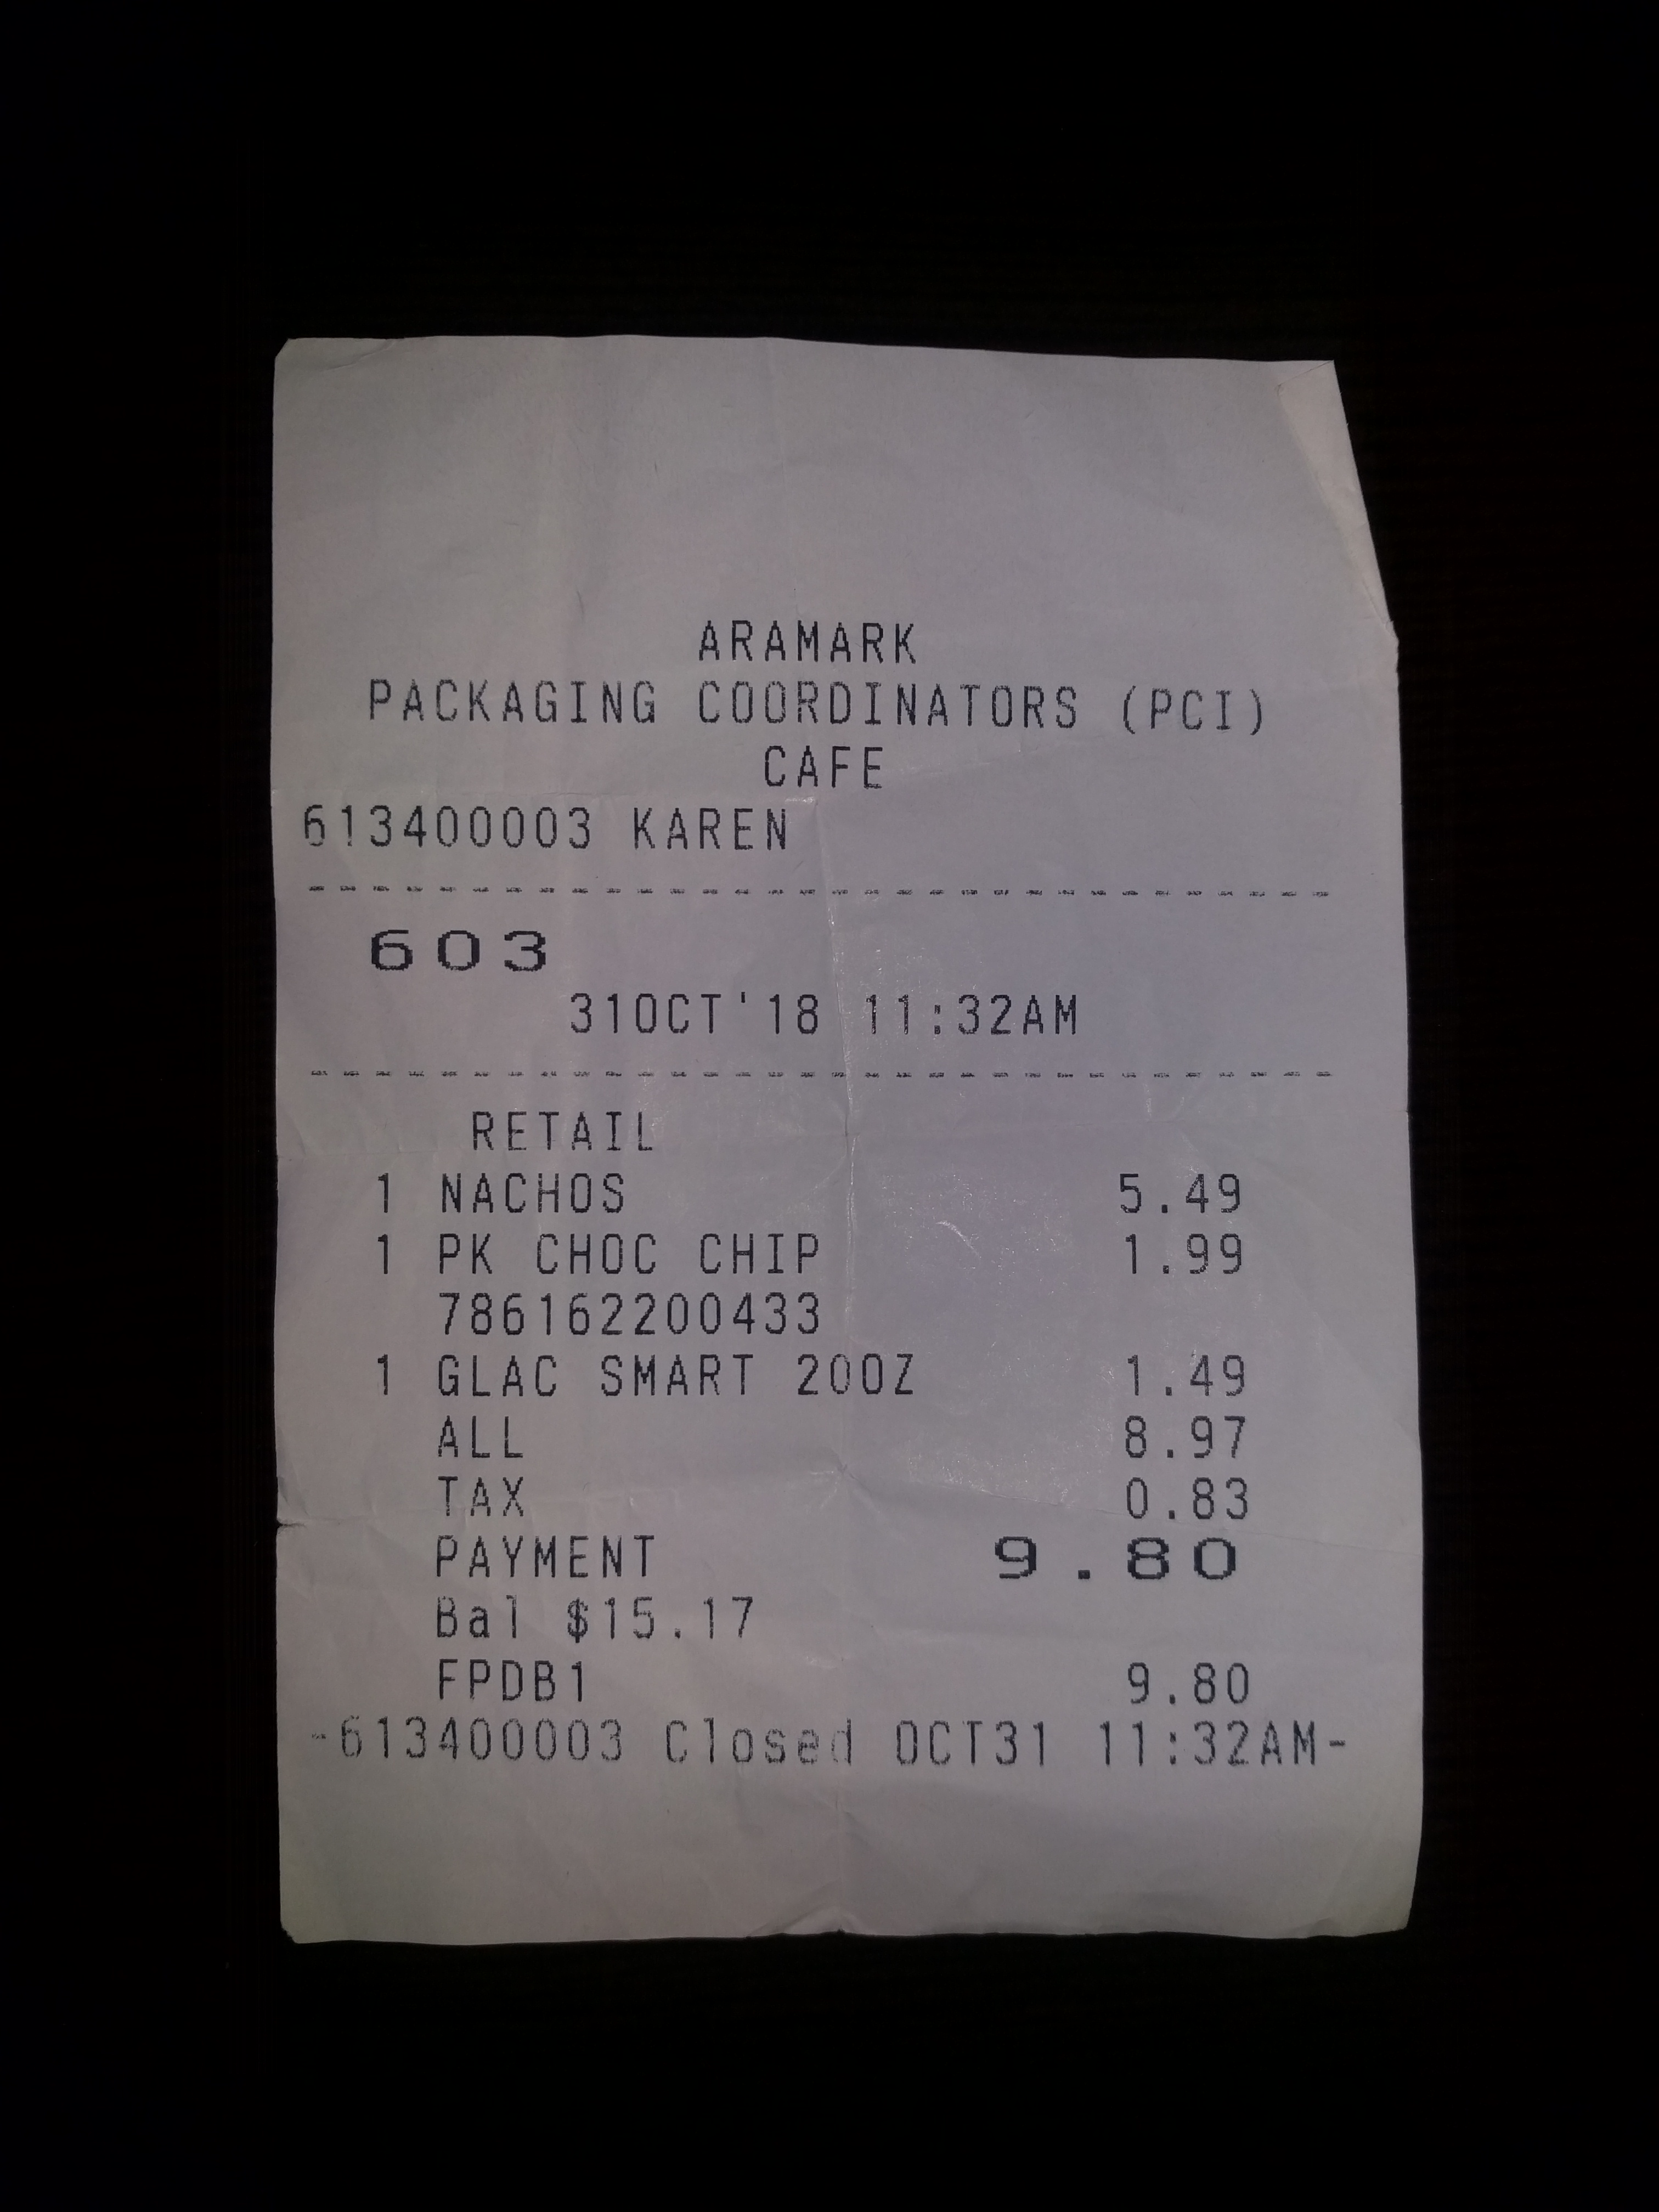 ARAMARK
PACKAGING COORDINATORS (PCI)
CAFE
613400003 KAREN
--------------------------------
603
31OCT'18 11:32AM
--------------------------------
RETAIL
1 NACHOS 5.49
1 PK CHOC CHIP 1.99
786162200433
1 GLAC SMART 20OZ 1.49
ALL 8.97
TAX 0.83
PAYMENT 9.80
Bal $15.17
FPDB1 9.80
-613400003 Closed OCT31 11:32AM-